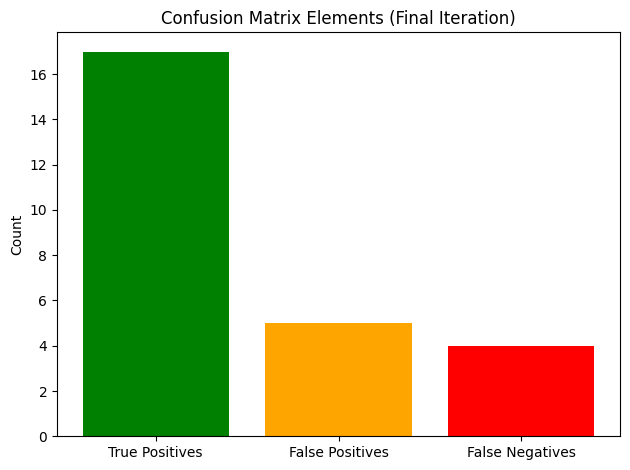 Confusion Matrix Elements (Final Iteration)
Count
16
14
12
10
8
6
4
2
0
True Positives
False Positives
False Negatives